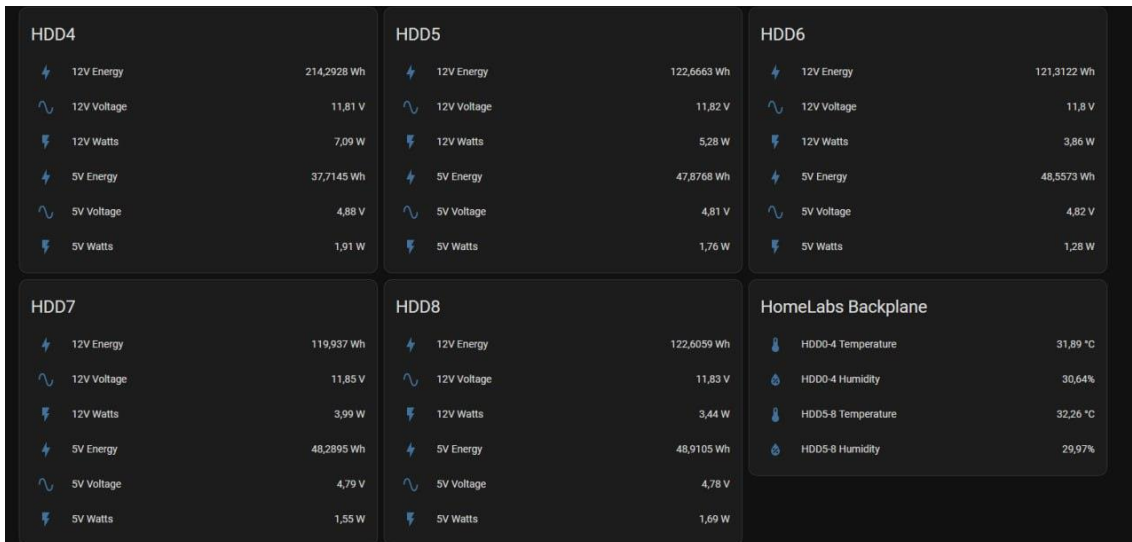 HDD4
12V Energy 214,2928 Wh
12V Voltage 11,81 V
12V Watts 7,09 W
5V Energy 37,7145 Wh
5V Voltage 4,88 V
5V Watts 1,91 W
HDD5
12V Energy 122,6663 Wh
12V Voltage 11,82 V
12V Watts 5,28 W
5V Energy 47,8768 Wh
5V Voltage 4,81 V
5V Watts 1,76 W
HDD6
12V Energy 121,3122 Wh
12V Voltage 11,8 V
12V Watts 3,86 W
5V Energy 48,5573 Wh
5V Voltage 4,82 V
5V Watts 1,28 W
HDD7
12V Energy 119,937 Wh
12V Voltage 11,85 V
12V Watts 3,99 W
5V Energy 48,2895 Wh
5V Voltage 4,79 V
5V Watts 1,55 W
HDD8
12V Energy 122,6059 Wh
12V Voltage 11,83 V
12V Watts 3,44 W
5V Energy 48,9105 Wh
5V Voltage 4,78 V
5V Watts 1,69 W
HomeLabs Backplane
HDD0-4 Temperature 31,89 °C
HDD0-4 Humidity 30,64%
HDD5-8 Temperature 32,26 °C
HDD5-8 Humidity 29,97%